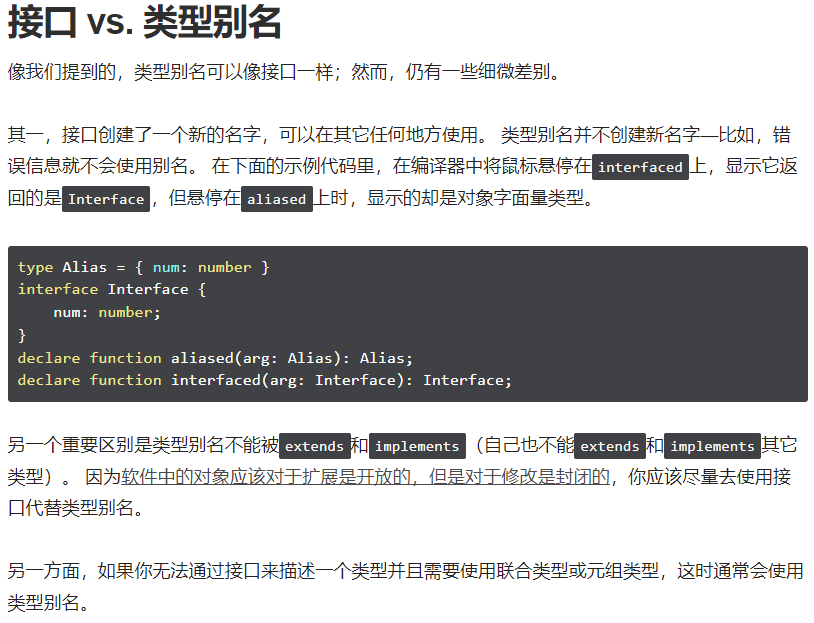 接口 vs. 类型别名
像我们提到的，类型别名可以像接口一样；然而，仍有一些细微差别。
其一，接口创建了一个新的名字，可以在其它任何地方使用。 类型别名并不创建新名字—比如，错
误信息就不会使用别名。 在下面的示例代码里，在编译器中将鼠标悬停在interfaced上，显示它返
回的是Interface，但悬停在aliased上时，显示的却是对象字面量类型。
type Alias = { num: number }
interface Interface {
    num: number;
}
declare function aliased(arg: Alias): Alias;
declare function interfaced(arg: Interface): Interface;
另一个重要区别是类型别名不能被extends和implements（自己也不能extends和implements其它
类型）。 因为软件中的对象应该对于扩展是开放的，但是对于修改是封闭的，你应该尽量去使用接
口代替类型别名。
另一方面，如果你无法通过接口来描述一个类型并且需要使用联合类型或元组类型，这时通常会使用
类型别名。